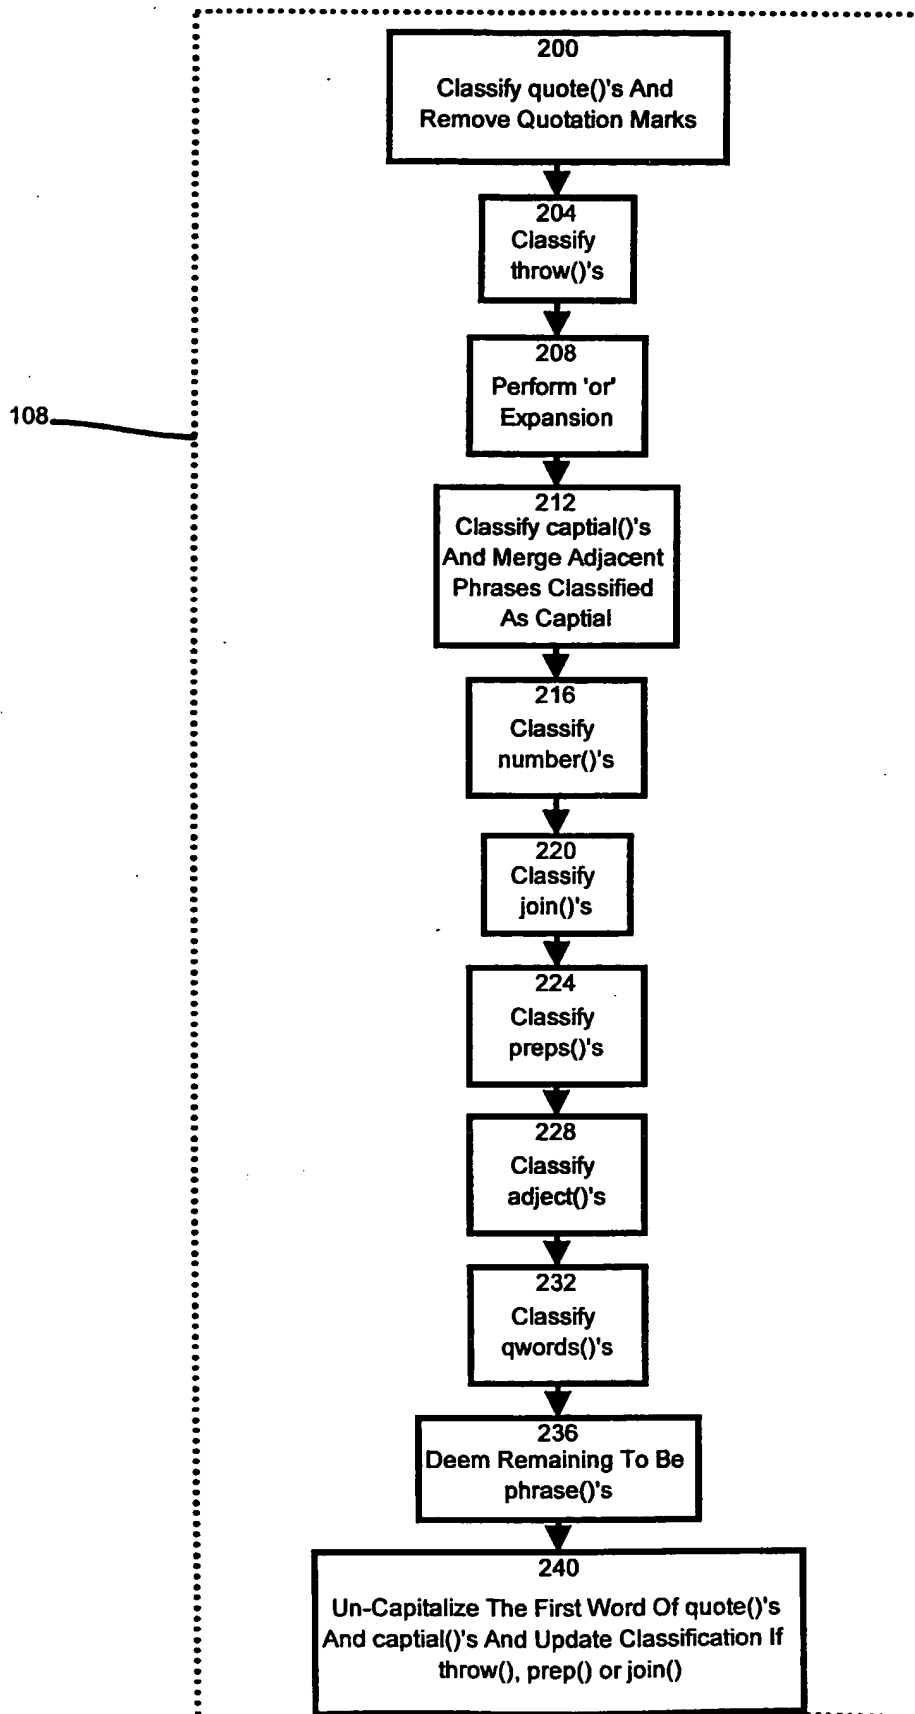 200
Classify quote()'s And
Remove Quotation Marks
204
Classify
throw()'s
208
Perform 'or'
Expansion
108
212
Classify captial()'s
And Merge Adjacent
Phrases Classified
As Captial
216
Classify
number()'s
220
Classify
join()'s
224
Classify
preps()'s
228
Classify
adject()'s
232
Classify
qwords()'s
236
Deem Remaining To Be
phrase()'s
240
Un-Capitalize The First Word Of quote()'s
And captial()'s And Update Classification If
throw(), prep() or join()